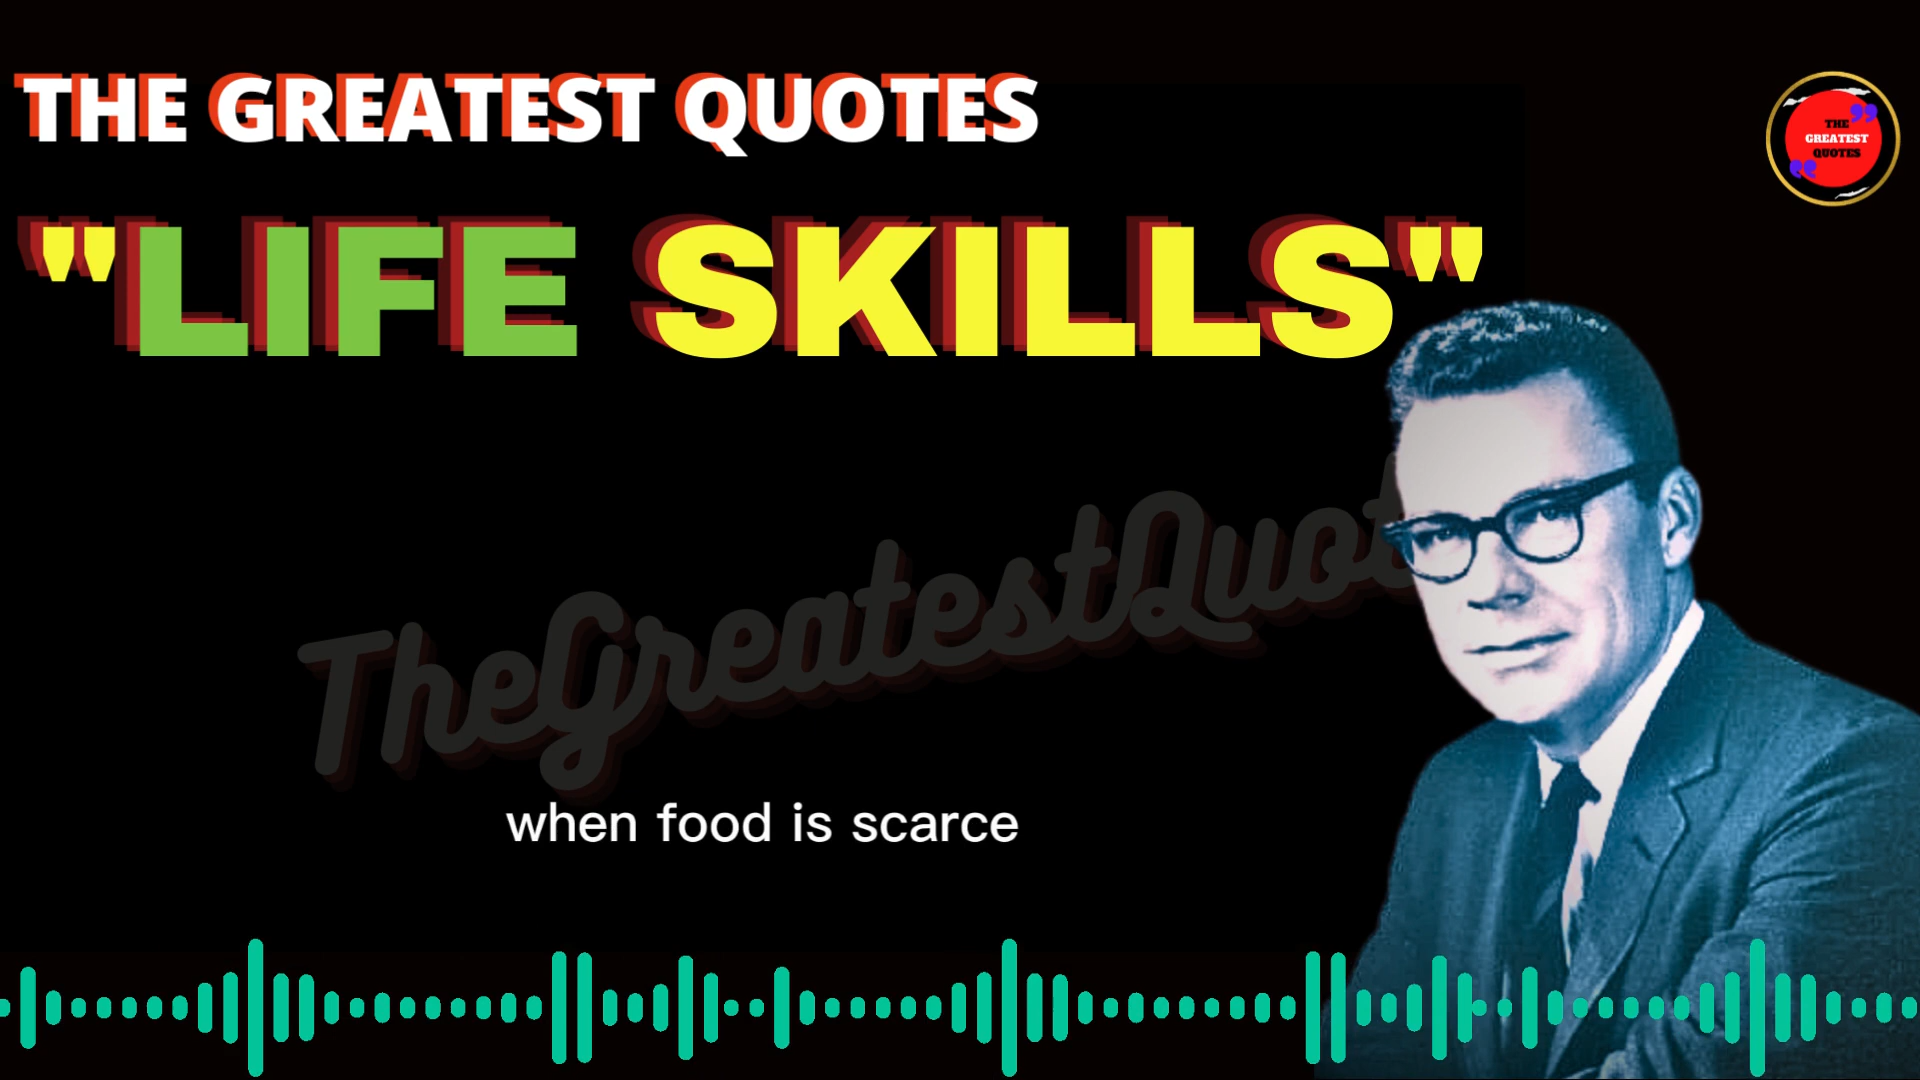 THE GREATEST QUOTES
THE
GREATEST
QUOTES
"LIFE SKILLS"
TheGreatestQuot
when food is scarce